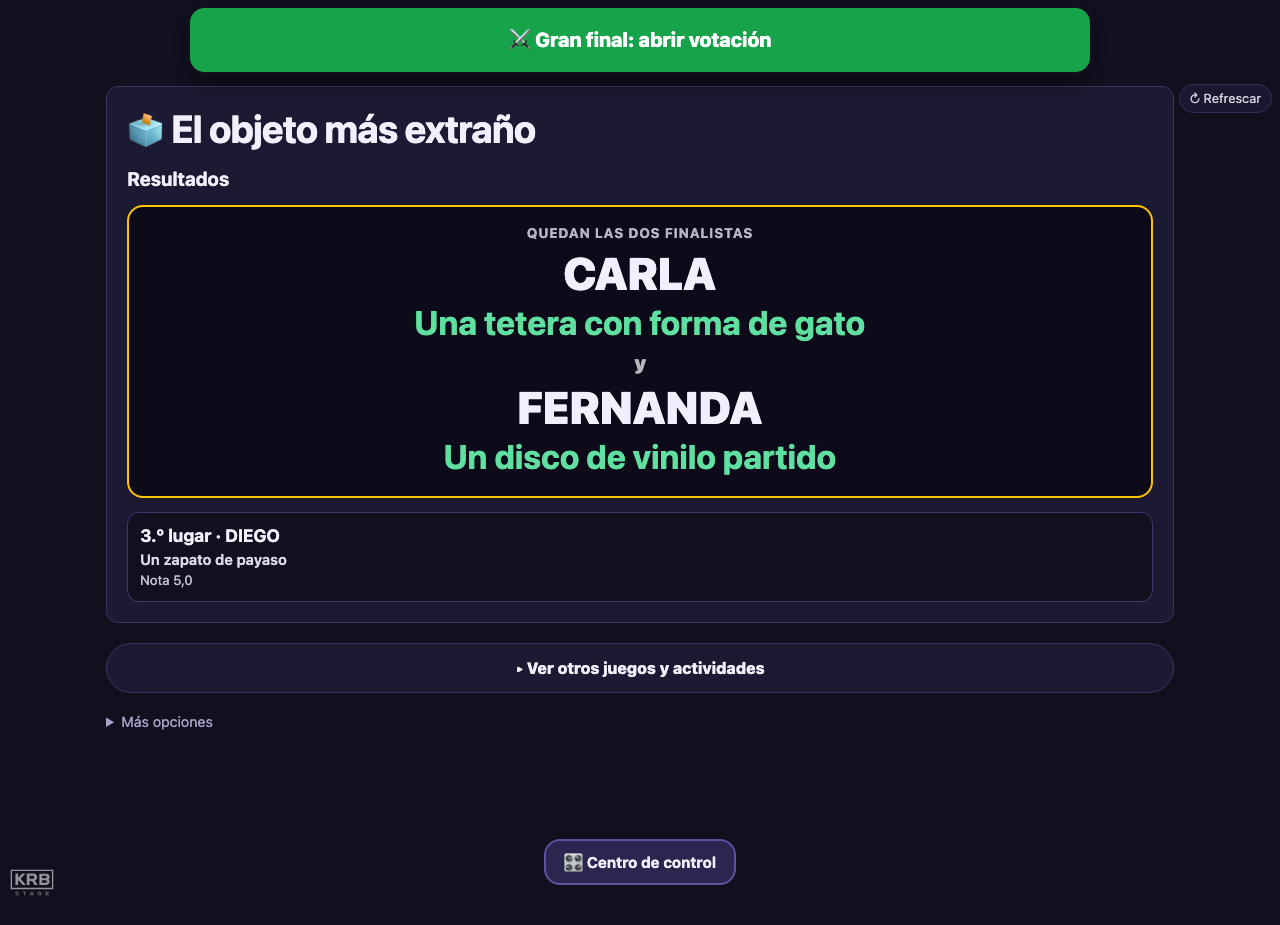 ⚔️ Gran final: abrir votación
↻ Refrescar
🗳️ El objeto más extraño
Resultados
QUEDAN LAS DOS FINALISTAS
CARLA
Una tetera con forma de gato
y
FERNANDA
Un disco de vinilo partido
3.º lugar · DIEGO
Un zapato de payaso
Nota 5,0
▸ Ver otros juegos y actividades
▶ Más opciones
🎛️ Centro de control
KRB
STAGE